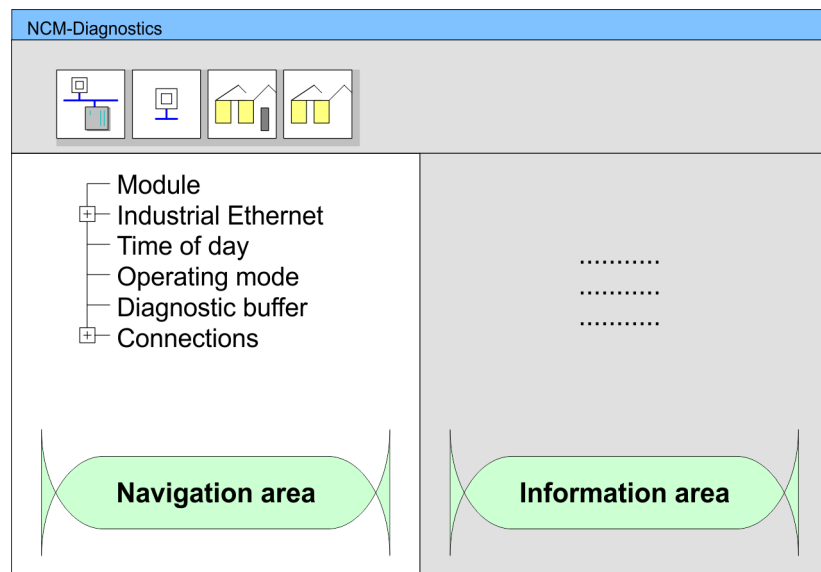 NCM-Diagnostics
Module
Industrial Ethernet
Time of day
Operating mode
Diagnostic buffer
Connections
...........
...........
...........
Navigation area
Information area